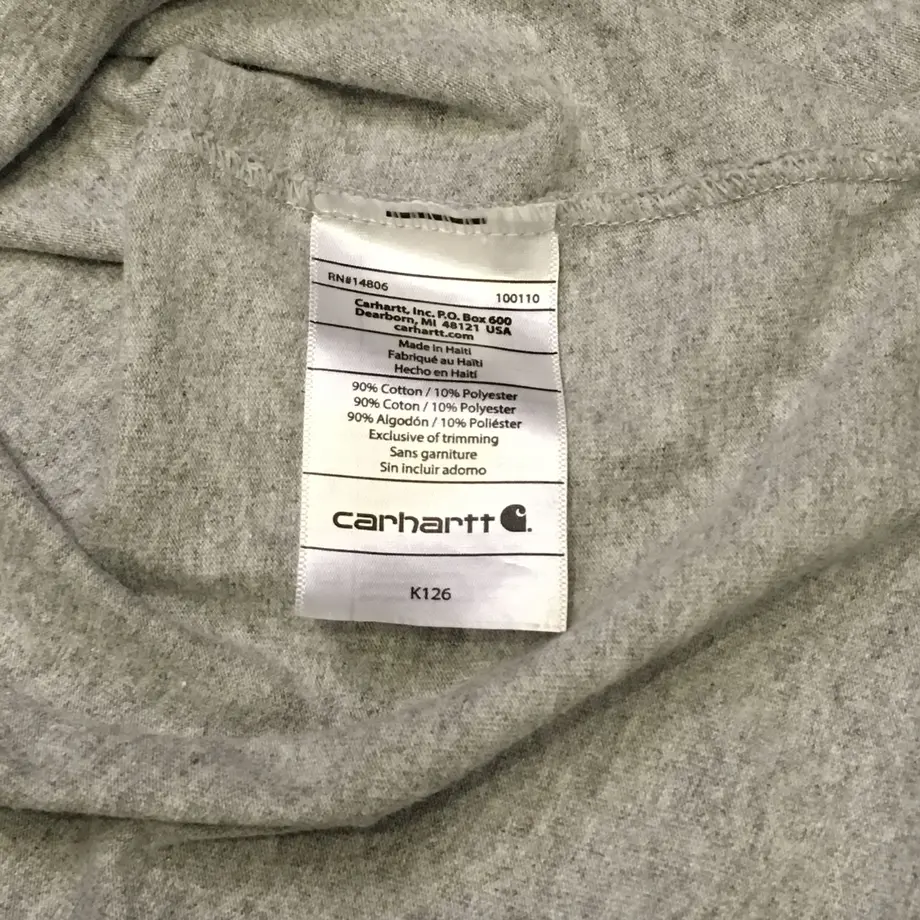 RN#14806
100110
Carhartt, Inc. P.O. Box 600
Dearborn, MI 48121 USA
carhartt.com
Made in Haiti
Fabriqué au Haïti
Hecho en Haití
90% Cotton / 10% Polyester
90% Coton / 10% Polyester
90% Algodón / 10% Poliéster
Exclusive of trimming
Sans garniture
Sin incluir adorno
carhartt
K126